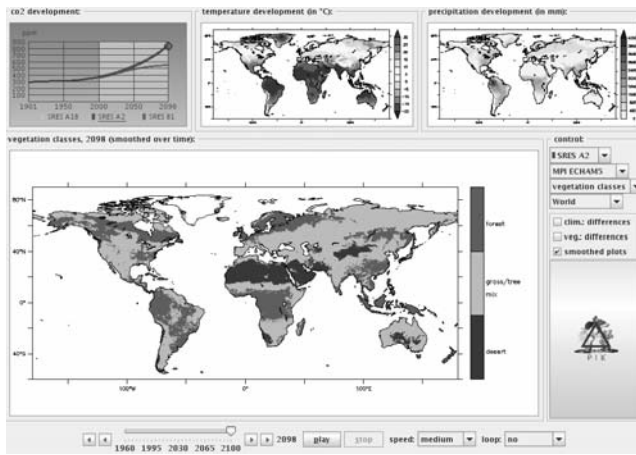 co2 development:
ppm
900
800
700
600
500
400
300
200
100
1901 1950 2000 2050 2098
SRES A1B SRES A2 SRES B1
temperature development (in °C):
precipitation development (in mm):
vegetation classes, 2098 (smoothed over time):
80°N
40°N
0°
40°S
100°W 0° 100°E
forest
grass/tree
mix
desert
control:
SRES A2
MPI ECHAM5
vegetation classes
World
clim.: differences
veg.: differences
smoothed plots
PIK
1960 1995 2030 2065 2100
2098
play
stop
speed: medium
loop: no